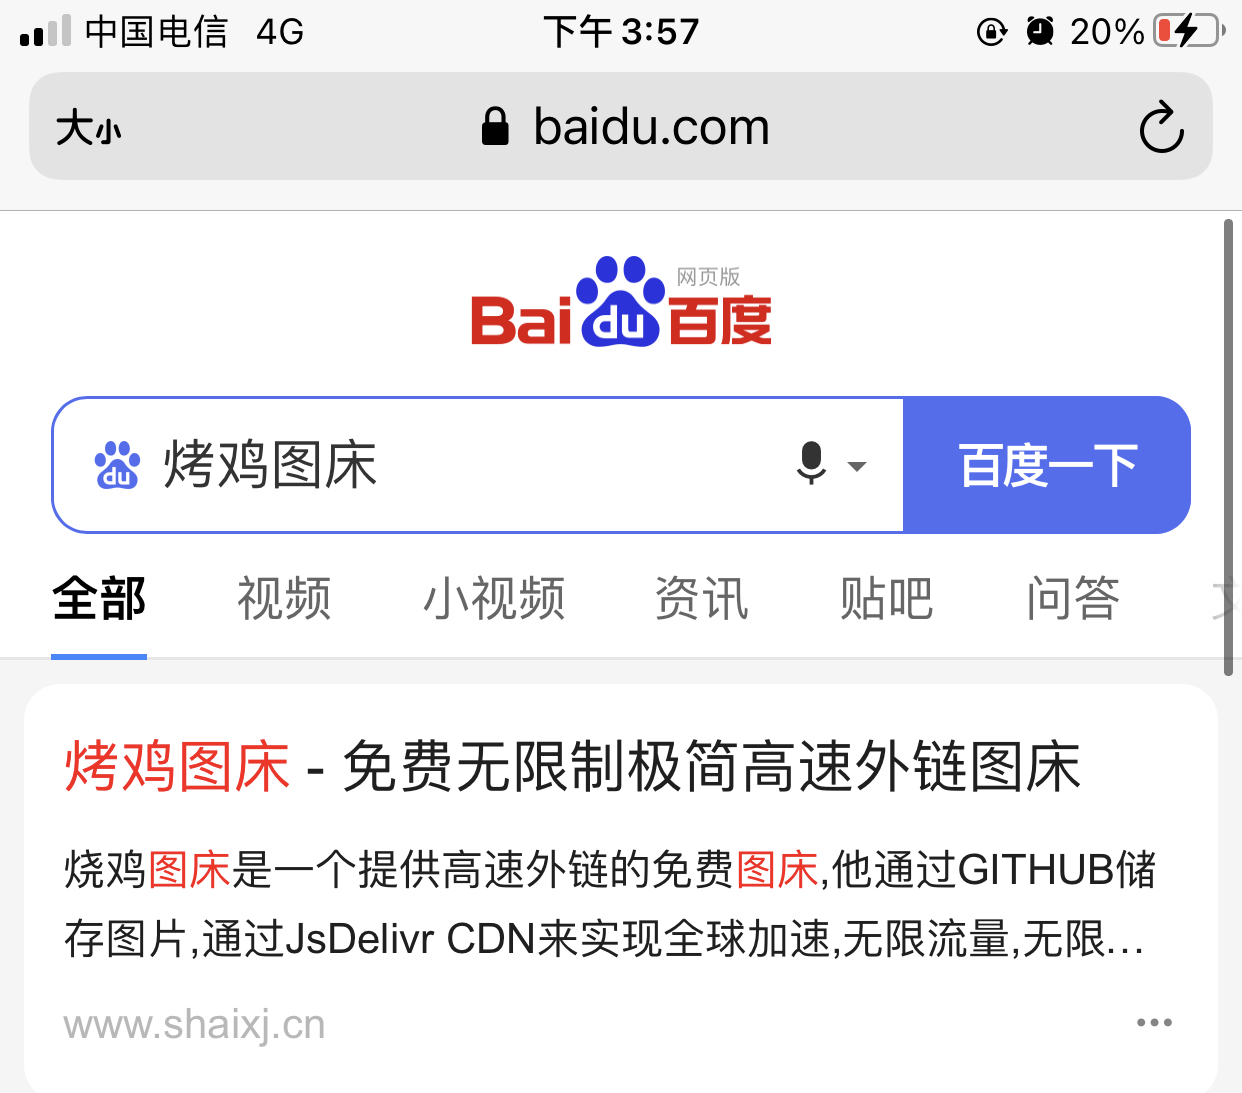 中国电信 4G 下午 3:57 20%
大小 baidu.com
Bai du 百度 网页版
du 烤鸡图床 百度一下
全部 视频 小视频 资讯 贴吧 问答
烤鸡图床 - 免费无限制极简高速外链图床
烧鸡图床是一个提供高速外链的免费图床,他通过GITHUB储
存图片,通过JsDelivr CDN来实现全球加速,无限流量,无限...
www.shaixj.cn